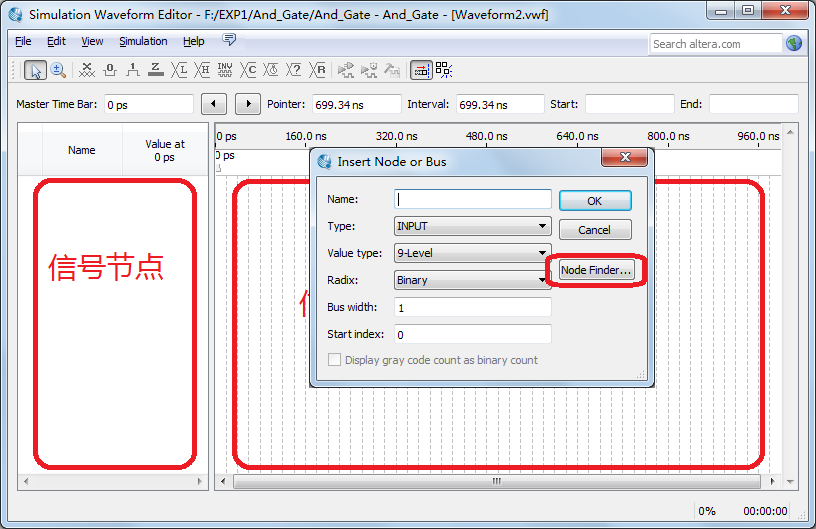 Simulation Waveform Editor - F:/EXP1/And_Gate/And_Gate - And_Gate - [Waveform2.vwf]
File Edit View Simulation Help
Search altera.com
Master Time Bar: 0 ps Pointer: 699.34 ns Interval: 699.34 ns Start: End:
Name Value at 0 ps
0 ps 160.0 ns 320.0 ns 480.0 ns 640.0 ns 800.0 ns 960.0 ns
0 ps
信号节点
Insert Node or Bus
Name:
OK
Type: INPUT
Cancel
Value type: 9-Level
Node Finder...
Radix: Binary
Bus width: 1
Start index: 0
Display gray code count as binary count
0% 00:00:00